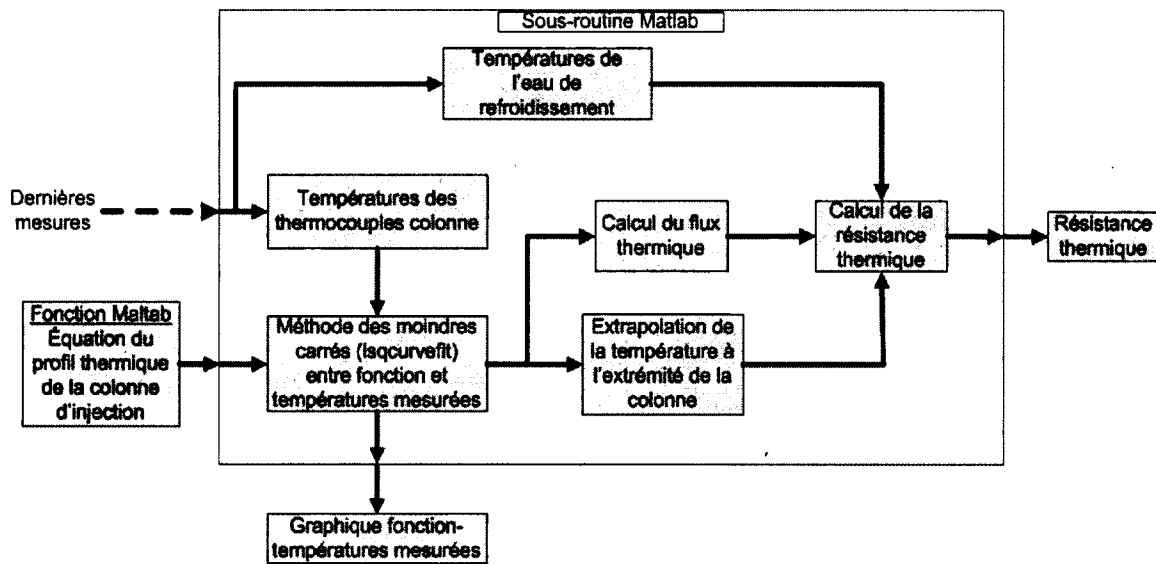 Sous-routine Matlab
Températures de
l'eau de
refroidissement
Dernières
mesures
Températures des
thermocouples colonne
Calcul du flux
thermique
Calcul de la
résistance
thermique
Résistance
thermique
Fonction Maltab
Équation du
profil thermique
de la colonne
d'injection
Méthode des moindres
carrés (lsqcurvefit)
entre fonction et
températures mesurées
Extrapolation de
la température à
l'extrémité de la
colonne
Graphique fonction-
températures mesurées